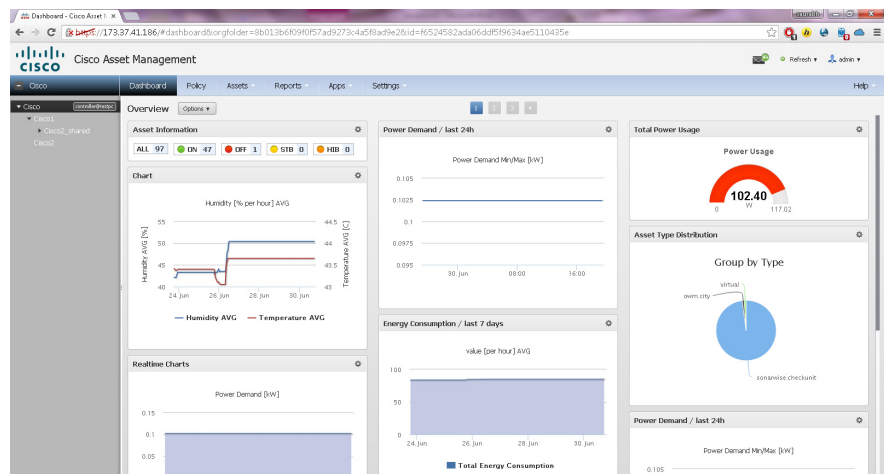 Dashboard - Cisco Asset M
saurabh
https://173.37.41.186/#dashboard&orgfolder=8b013b6f09f0f57ad9273c4a5f8ad9e2&id=f6524582ada06ddf5f9634ae5110435e
CISCO
Cisco Asset Management
Refresh
admin
Cisco
Dashboard
Policy
Assets
Reports
Apps
Settings
Help
Cisco
controller@testpc
Cisco1
Cisco2_shared
Cisco2
Overview
Options
1 2 3 4
Asset Information
ALL 97 ON 47 OFF 1 STB 0 HIB 0
Chart
Humidity [% per hour] AVG
Humidity AVG [%]
55
50
45
40
44.5
44
43.5
43
Temperature AVG [C]
24. Jun 26. Jun 28. Jun 30. Jun
Humidity AVG Temperature AVG
Realtime Charts
Power Demand [kW]
0.15
0.1
0.05
Power Demand / last 24h
Power Demand Min/Max [kW]
0.105
0.1025
0.1
0.0975
0.095
30. Jun 08:00 16:00
Energy Consumption / last 7 days
value [per hour] AVG
100
50
0
24. Jun 26. Jun 28. Jun 30. Jun
Total Energy Consumption
Total Power Usage
Power Usage
102.40
W
0 117.02
Asset Type Distribution
Group by Type
virtual
owm.city
sonarwise.checkunit
Power Demand / last 24h
Power Demand Min/Max [kW]
0.105